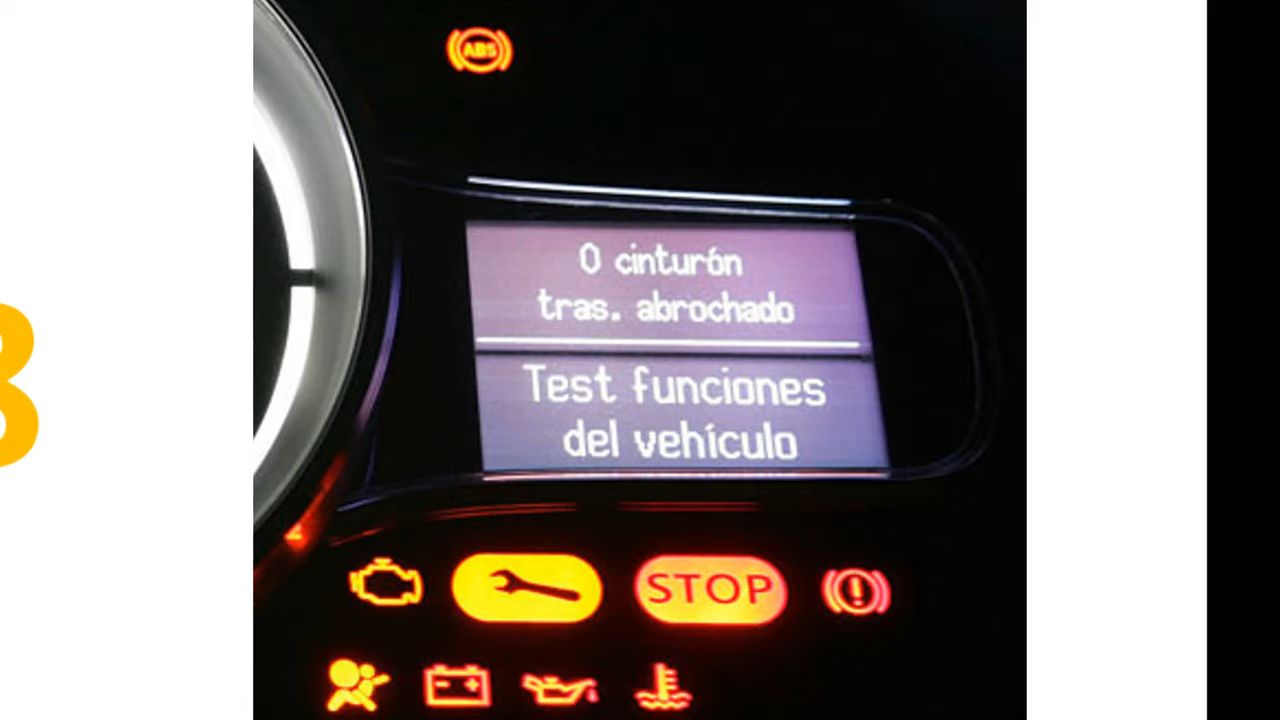 ABS
0 cinturón
tras. abrochado
Test funciones
del vehículo
STOP